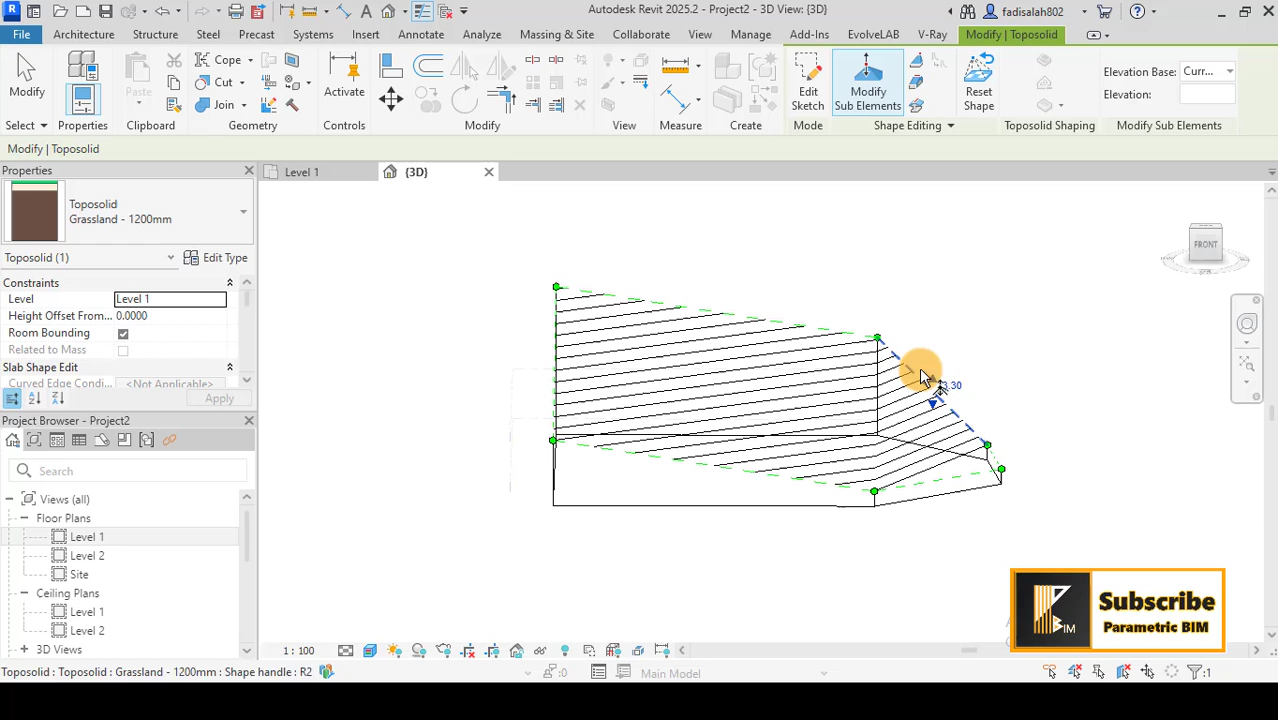 Autodesk Revit 2025.2 - Project2 - 3D View: {3D}
fadisalah802
File
Architecture
Structure
Steel
Precast
Systems
Insert
Annotate
Analyze
Massing & Site
Collaborate
View
Manage
Add-Ins
EvolveLAB
V-Ray
Modify | Toposolid
Modify
Select
Properties
Paste
Clipboard
Cope
Cut
Join
Geometry
Activate
Controls
Modify
View
Measure
Create
Edit
Sketch
Mode
Modify
Sub Elements
Shape Editing
Reset
Shape
Toposolid Shaping
Elevation Base: Curr...
Elevation:
Modify Sub Elements
Modify | Toposolid
Properties
Toposolid
Grassland - 1200mm
Toposolid (1)
Edit Type
Constraints
Level Level 1
Height Offset From... 0.0000
Room Bounding
Related to Mass
Slab Shape Edit
Curved Edge Condi... <Not Applicable>
Apply
Project Browser - Project2
Search
Views (all)
Floor Plans
Level 1
Level 2
Site
Ceiling Plans
Level 1
Level 2
3D Views
Level 1
{3D}
FRONT
3.30
Subscribe
Parametric BIM
BIM
1 : 100
Toposolid : Toposolid : Grassland - 1200mm : Shape handle : R2
:0
Main Model
:1